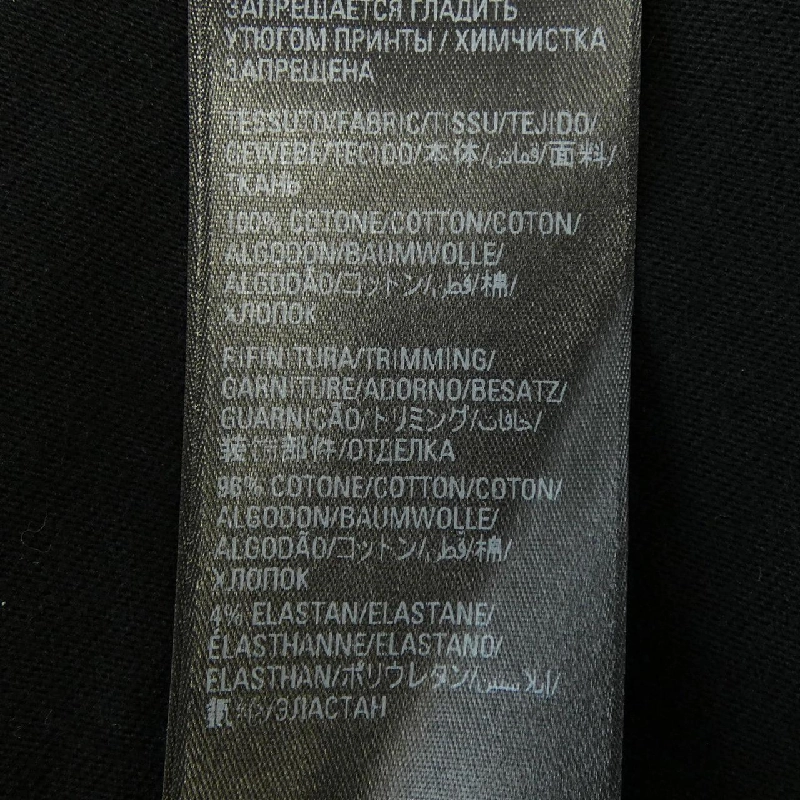 ЗАПРЕЩАЕТСЯ ГЛАДИТЬ
УТЮГОМ ПРИНТЫ / ХИМЧИСТКА
ЗАПРЕЩЕНА
TESSUTO/FABRIC/TISSU/TEJIDO/
GEWEBE/TECIDO/本体/قماش/面料/
ТКАНЬ
100% COTONE/COTTON/COTON/
ALGODON/BAUMWOLLE/
ALGODÃO/コットン/قطن/棉/
ХЛОПОК
RIFINITURA/TRIMMING/
GARNITURE/ADORNO/BESATZ/
GUARNIÇÃO/トリミング/حافات/
部件/ОТДЕЛКА
96% COTONE/COTTON/COTON/
ALGODON/BAUMWOLLE/
ALGODÃO/コットン/قطن/棉/
ХЛОПОК
4% ELASTAN/ELASTANE/
ÉLASTHANNE/ELASTANO/
ELASTHAN/ポリウレタン/
ЭЛАСТАН